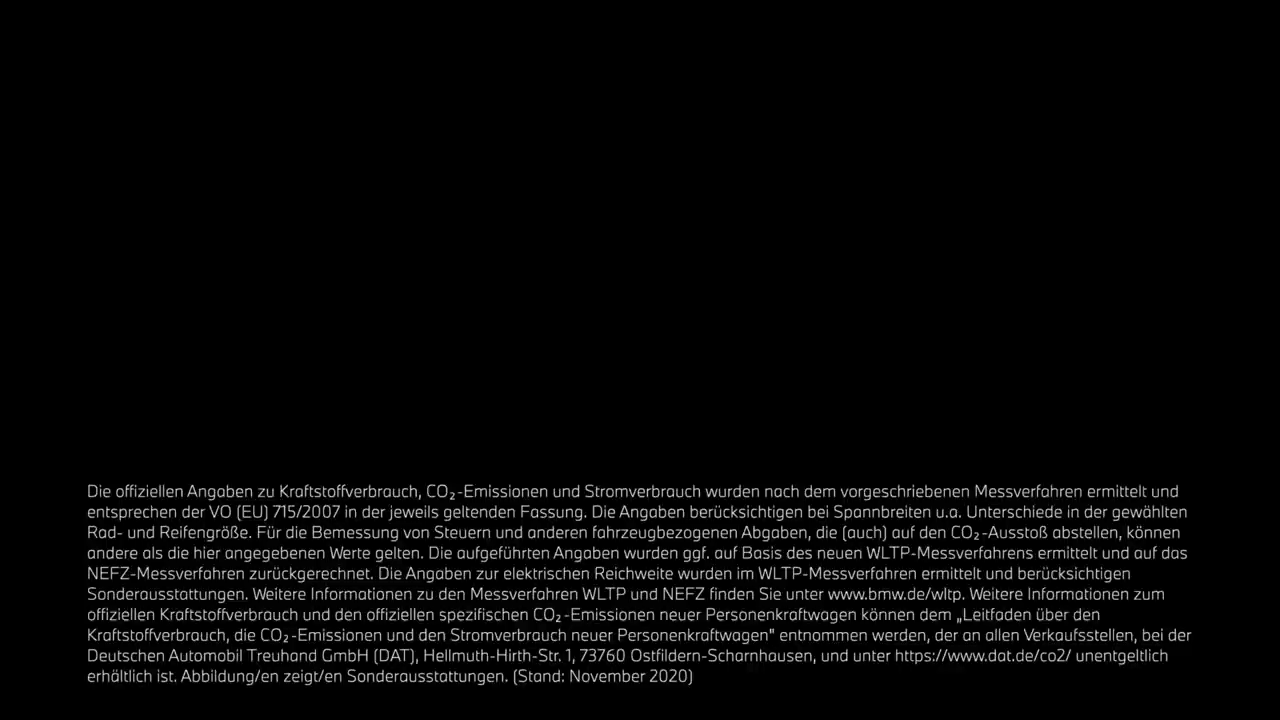 Die offiziellen Angaben zu Kraftstoffverbrauch, CO₂-Emissionen und Stromverbrauch wurden nach dem vorgeschriebenen Messverfahren ermittelt und
entsprechen der VO (EU) 715/2007 in der jeweils geltenden Fassung. Die Angaben berücksichtigen bei Spannbreiten u.a. Unterschiede in der gewählten
Rad- und Reifengröße. Für die Bemessung von Steuern und anderen fahrzeugbezogenen Abgaben, die (auch) auf den CO₂-Ausstoß abstellen, können
andere als die hier angegebenen Werte gelten. Die aufgeführten Angaben wurden ggf. auf Basis des neuen WLTP-Messverfahrens ermittelt und auf das
NEFZ-Messverfahren zurückgerechnet. Die Angaben zur elektrischen Reichweite wurden im WLTP-Messverfahren ermittelt und berücksichtigen
Sonderausstattungen. Weitere Informationen zu den Messverfahren WLTP und NEFZ finden Sie unter www.bmw.de/wltp. Weitere Informationen zum
offiziellen Kraftstoffverbrauch und den offiziellen spezifischen CO₂-Emissionen neuer Personenkraftwagen können dem „Leitfaden über den
Kraftstoffverbrauch, die CO₂-Emissionen und den Stromverbrauch neuer Personenkraftwagen" entnommen werden, der an allen Verkaufsstellen, bei der
Deutschen Automobil Treuhand GmbH (DAT), Hellmuth-Hirth-Str. 1, 73760 Ostfildern-Scharnhausen, und unter https://www.dat.de/co2/ unentgeltlich
erhältlich ist. Abbildung/en zeigt/en Sonderausstattungen. (Stand: November 2020)